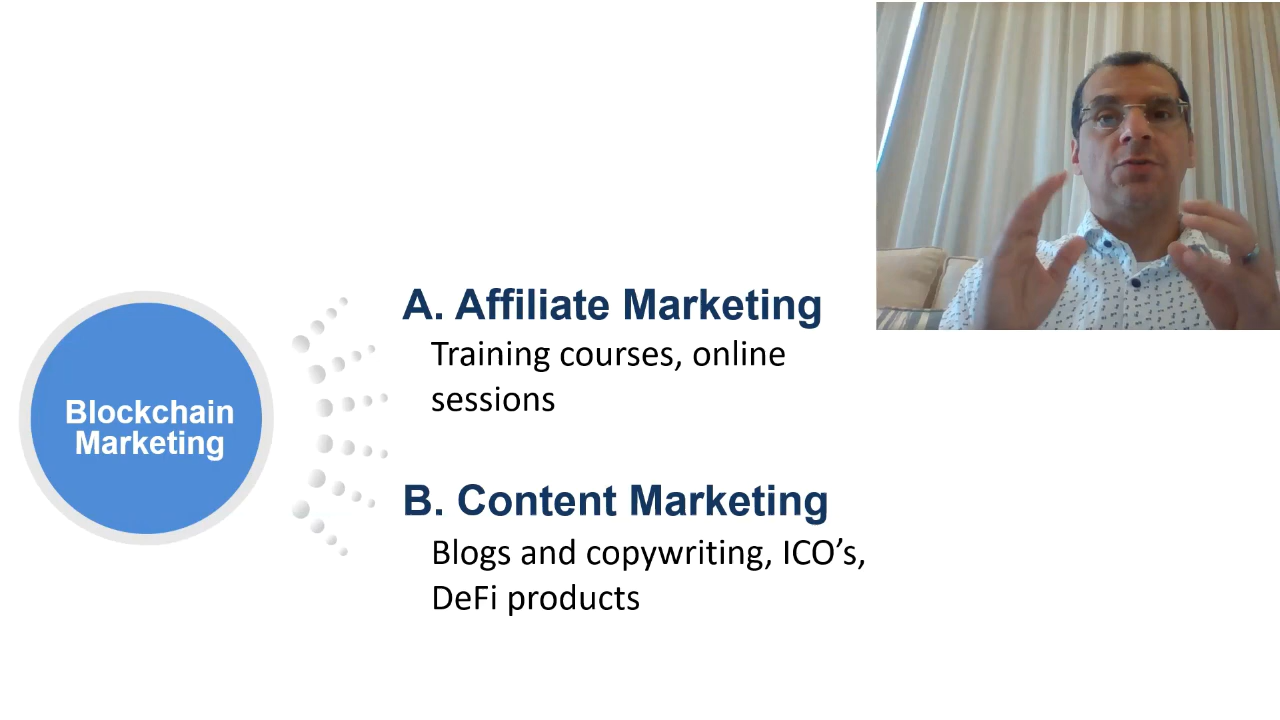 Blockchain
Marketing
A. Affiliate Marketing
Training courses, online
sessions
B. Content Marketing
Blogs and copywriting, ICO’s,
DeFi products